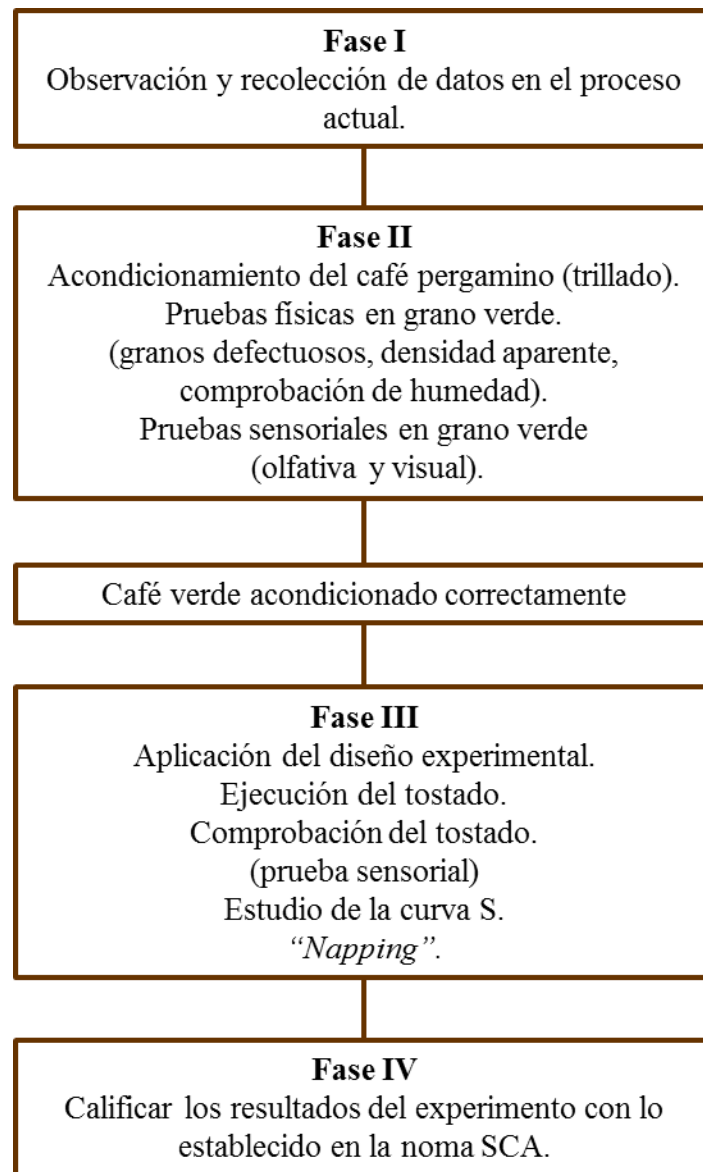 Fase I
Observación y recolección de datos en el proceso
actual.
Fase II
Acondicionamiento del café pergamino (trillado).
Pruebas físicas en grano verde.
(granos defectuosos, densidad aparente,
comprobación de humedad).
Pruebas sensoriales en grano verde
(olfativa y visual).
Café verde acondicionado correctamente
Fase III
Aplicación del diseño experimental.
Ejecución del tostado.
Comprobación del tostado.
(prueba sensorial)
Estudio de la curva S.
“Napping”.
Fase IV
Calificar los resultados del experimento con lo
establecido en la noma SCA.